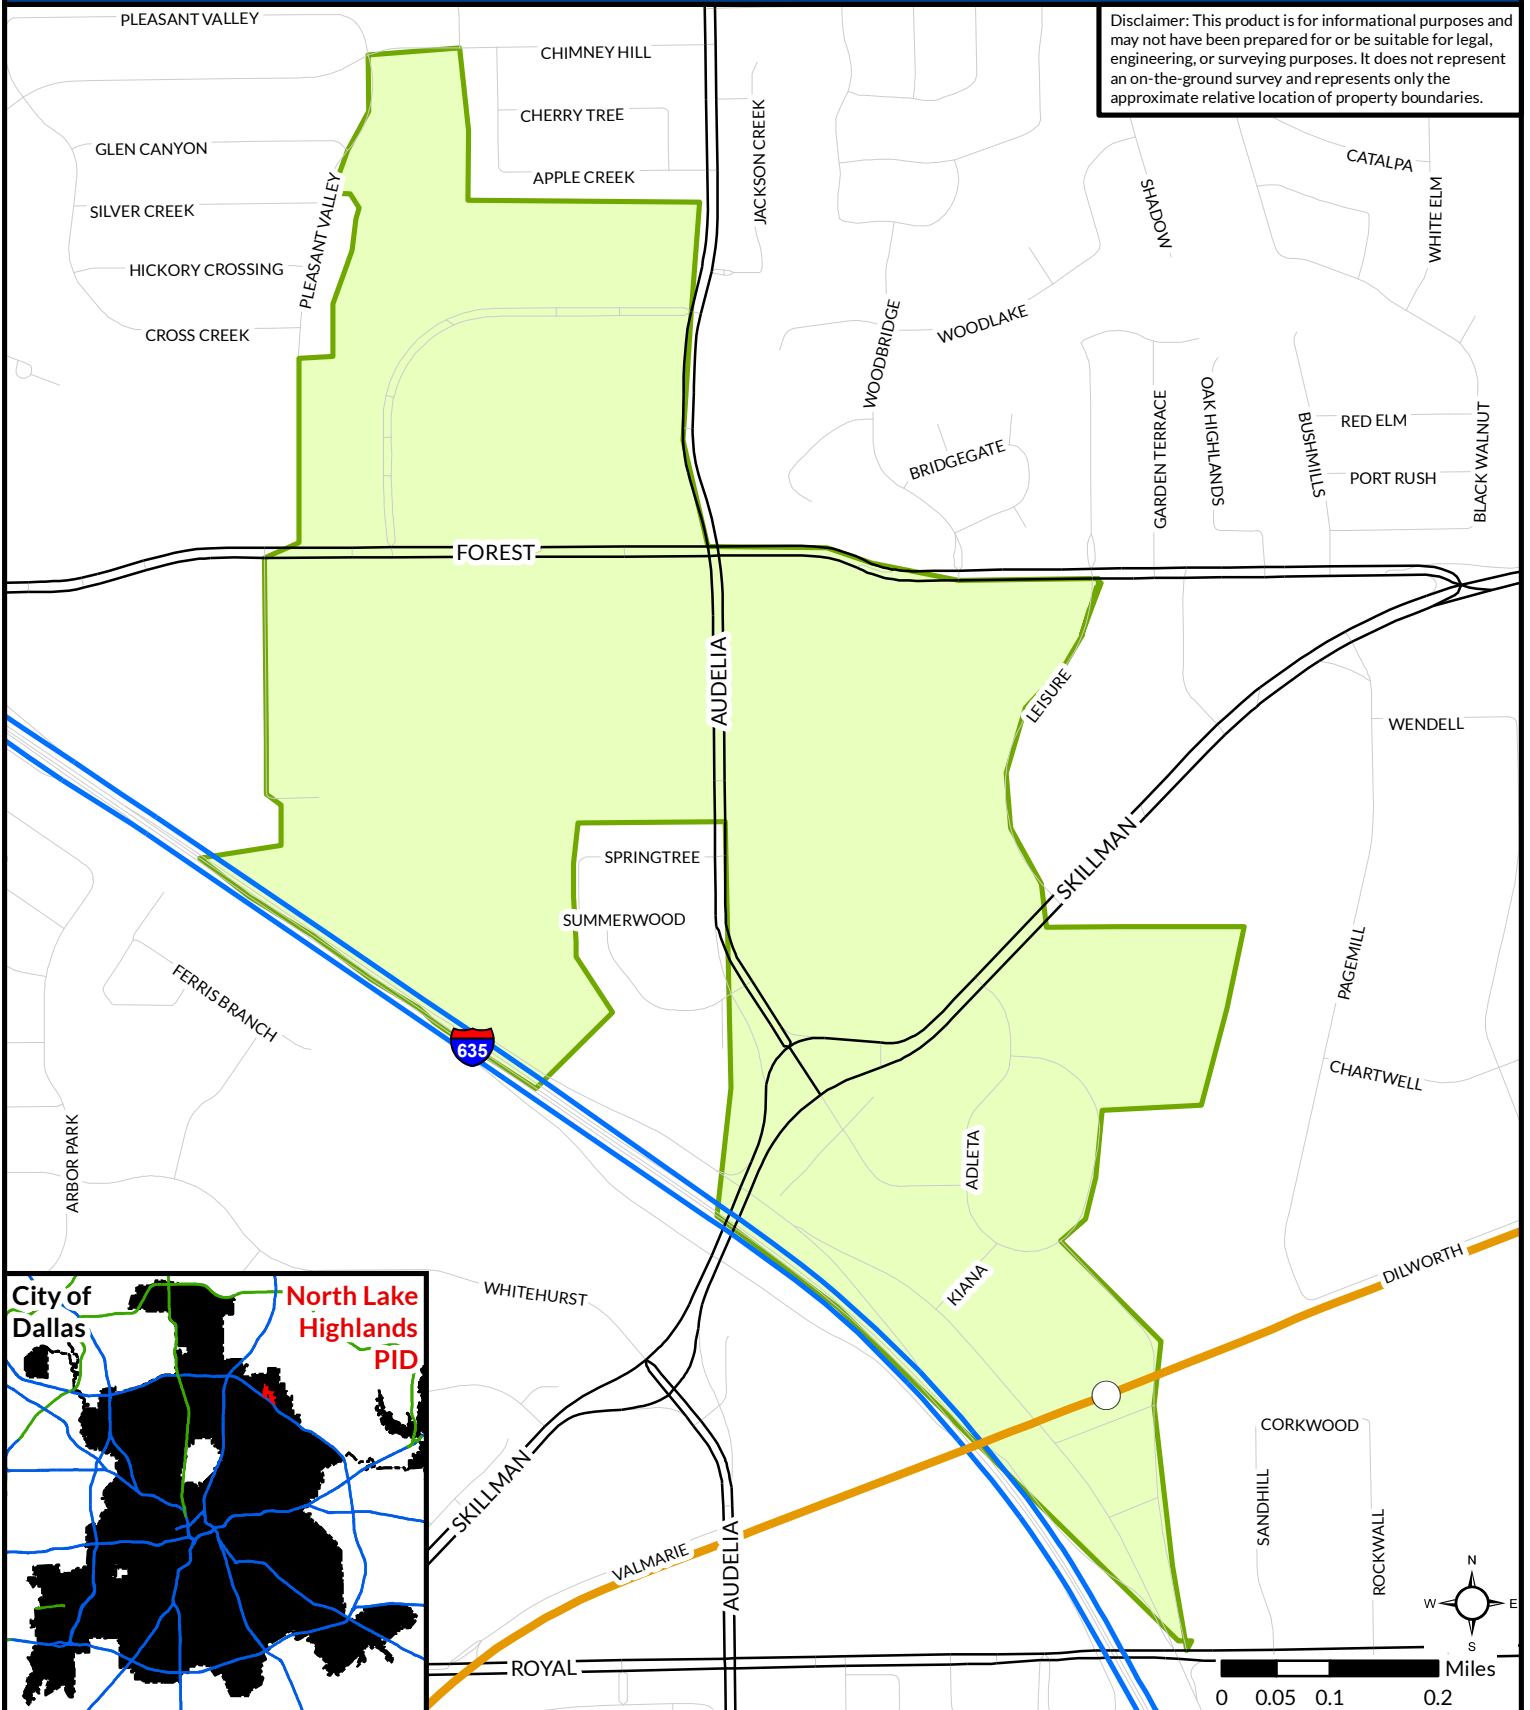 PLEASANT VALLEY
CHIMNEY HILL
Disclaimer: This product is for informational purposes and
may not have been prepared for or be suitable for legal,
engineering, or surveying purposes. It does not represent
an on-the-ground survey and represents only the
approximate relative location of property boundaries.
CHERRY TREE
JACKSON CREEK
GLEN CANYON
CATALPA
APPLE CREEK
SHADOW
WHITE ELM
SILVER CREEK
PLEASANT VALLEY
HICKORY CROSSING
CROSS CREEK
WOODBRIDGE
WOODLAKE
GARDEN TERRACE
OAK HIGHLANDS
BUSHMILLS
RED ELM
BLACK WALNUT
BRIDGEGATE
PORT RUSH
FOREST
AUDELIA
LEISURE
WENDELL
SPRINGTREE
SKILLMAN
SUMMERWOOD
PAGEMILL
FERRIS BRANCH
635
CHARTWELL
ARBOR PARK
ADLETA
DILWORTH
KIANA
WHITEHURST
City of
Dallas
North Lake
Highlands
PID
CORKWOOD
SKILLMAN
SANDHILL
ROCKWALL
VALMARIE
AUDELIA
N
W
E
S
ROYAL
Miles
0 0.05 0.1 0.2